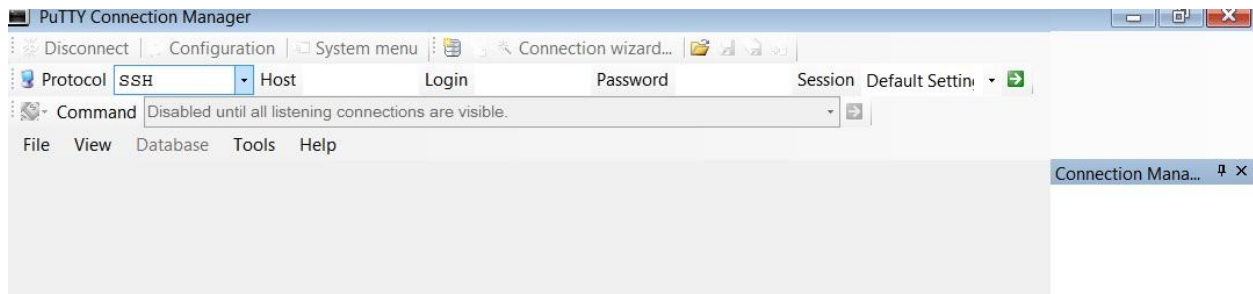 PuTTY Connection Manager
Disconnect Configuration System menu Connection wizard...
Protocol SSH Host Login Password Session Default Settin
Command Disabled until all listening connections are visible.
File View Database Tools Help
Connection Mana...